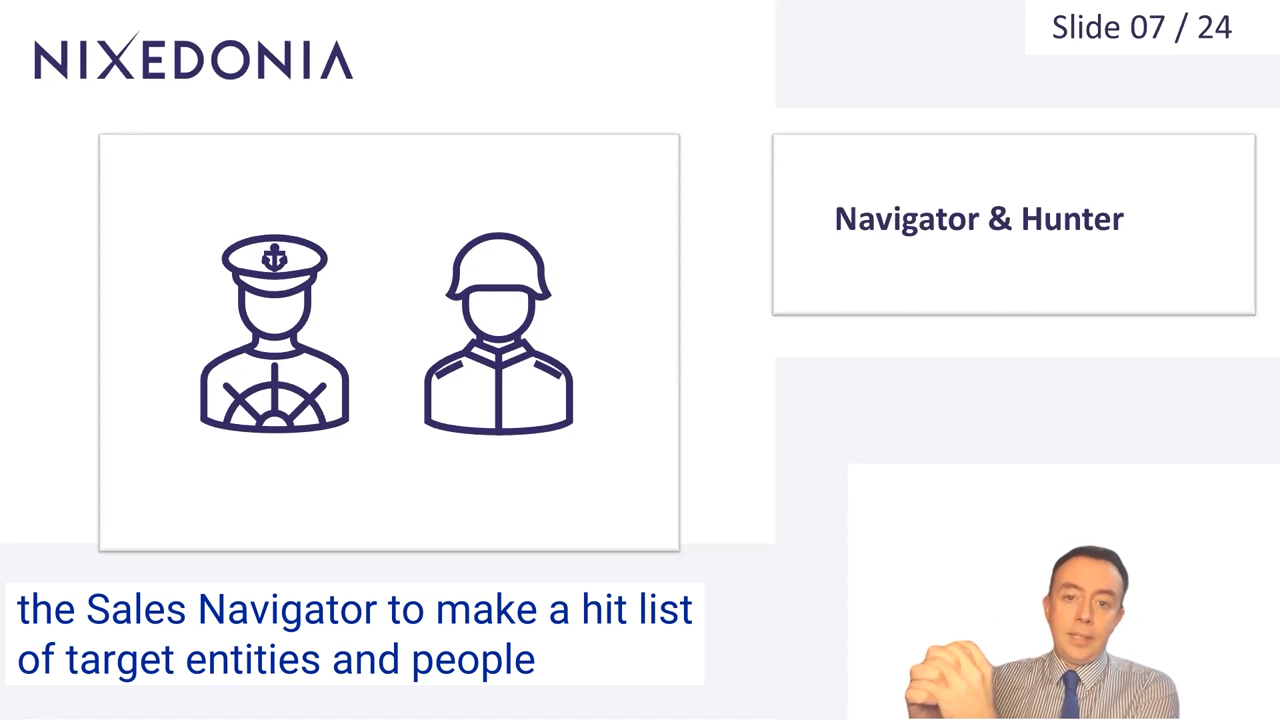 NIXEDONIA
Slide 07 / 24
Navigator & Hunter
the Sales Navigator to make a hit list
of target entities and people